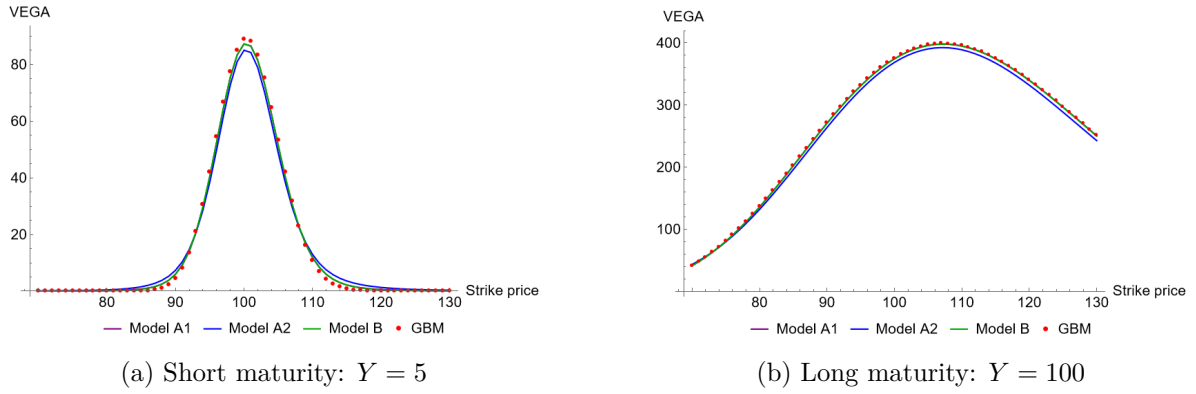 VEGA
80
60
40
20
80 90 100 110 120 130
Strike price
Model A1 Model A2 Model B GBM
(a) Short maturity: Y = 5
VEGA
400
300
200
100
80 90 100 110 120 130
Strike price
Model A1 Model A2 Model B GBM
(b) Long maturity: Y = 100